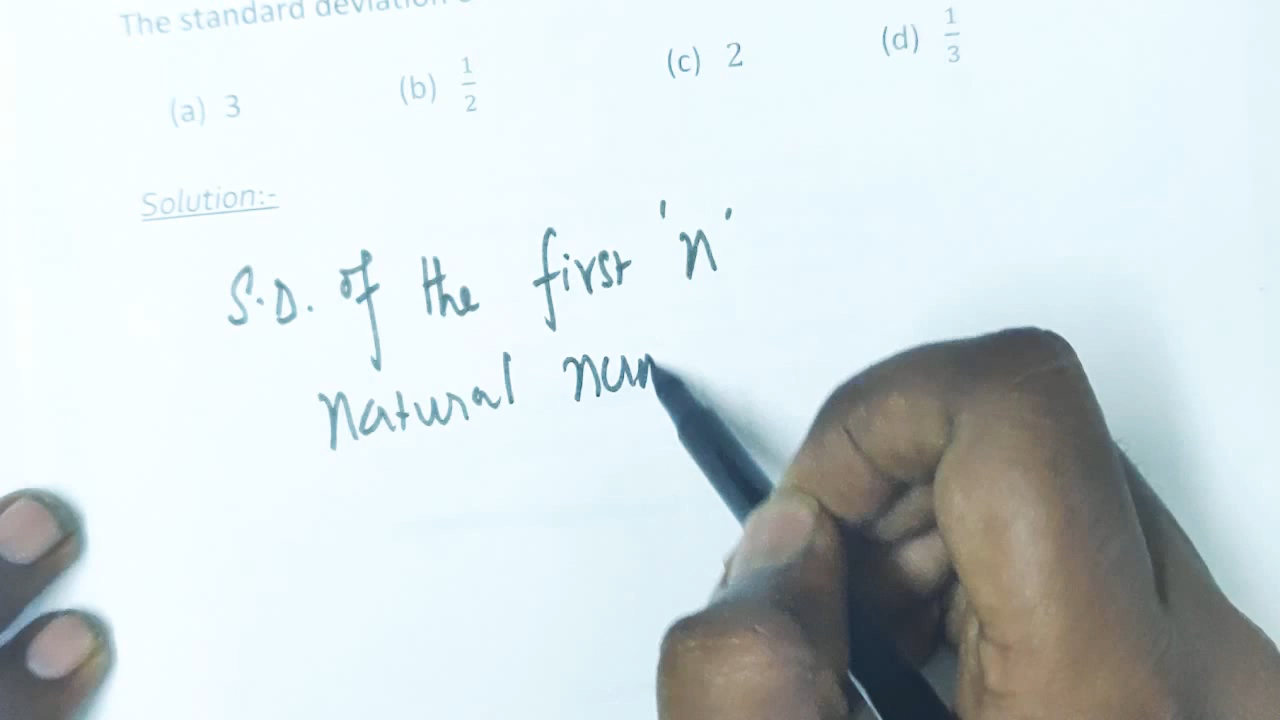 The standard deviation
(a) 3 (b) 1/2 (c) 2 (d) 1/3
Solution:-
S.D. of the first 'n'
natural num